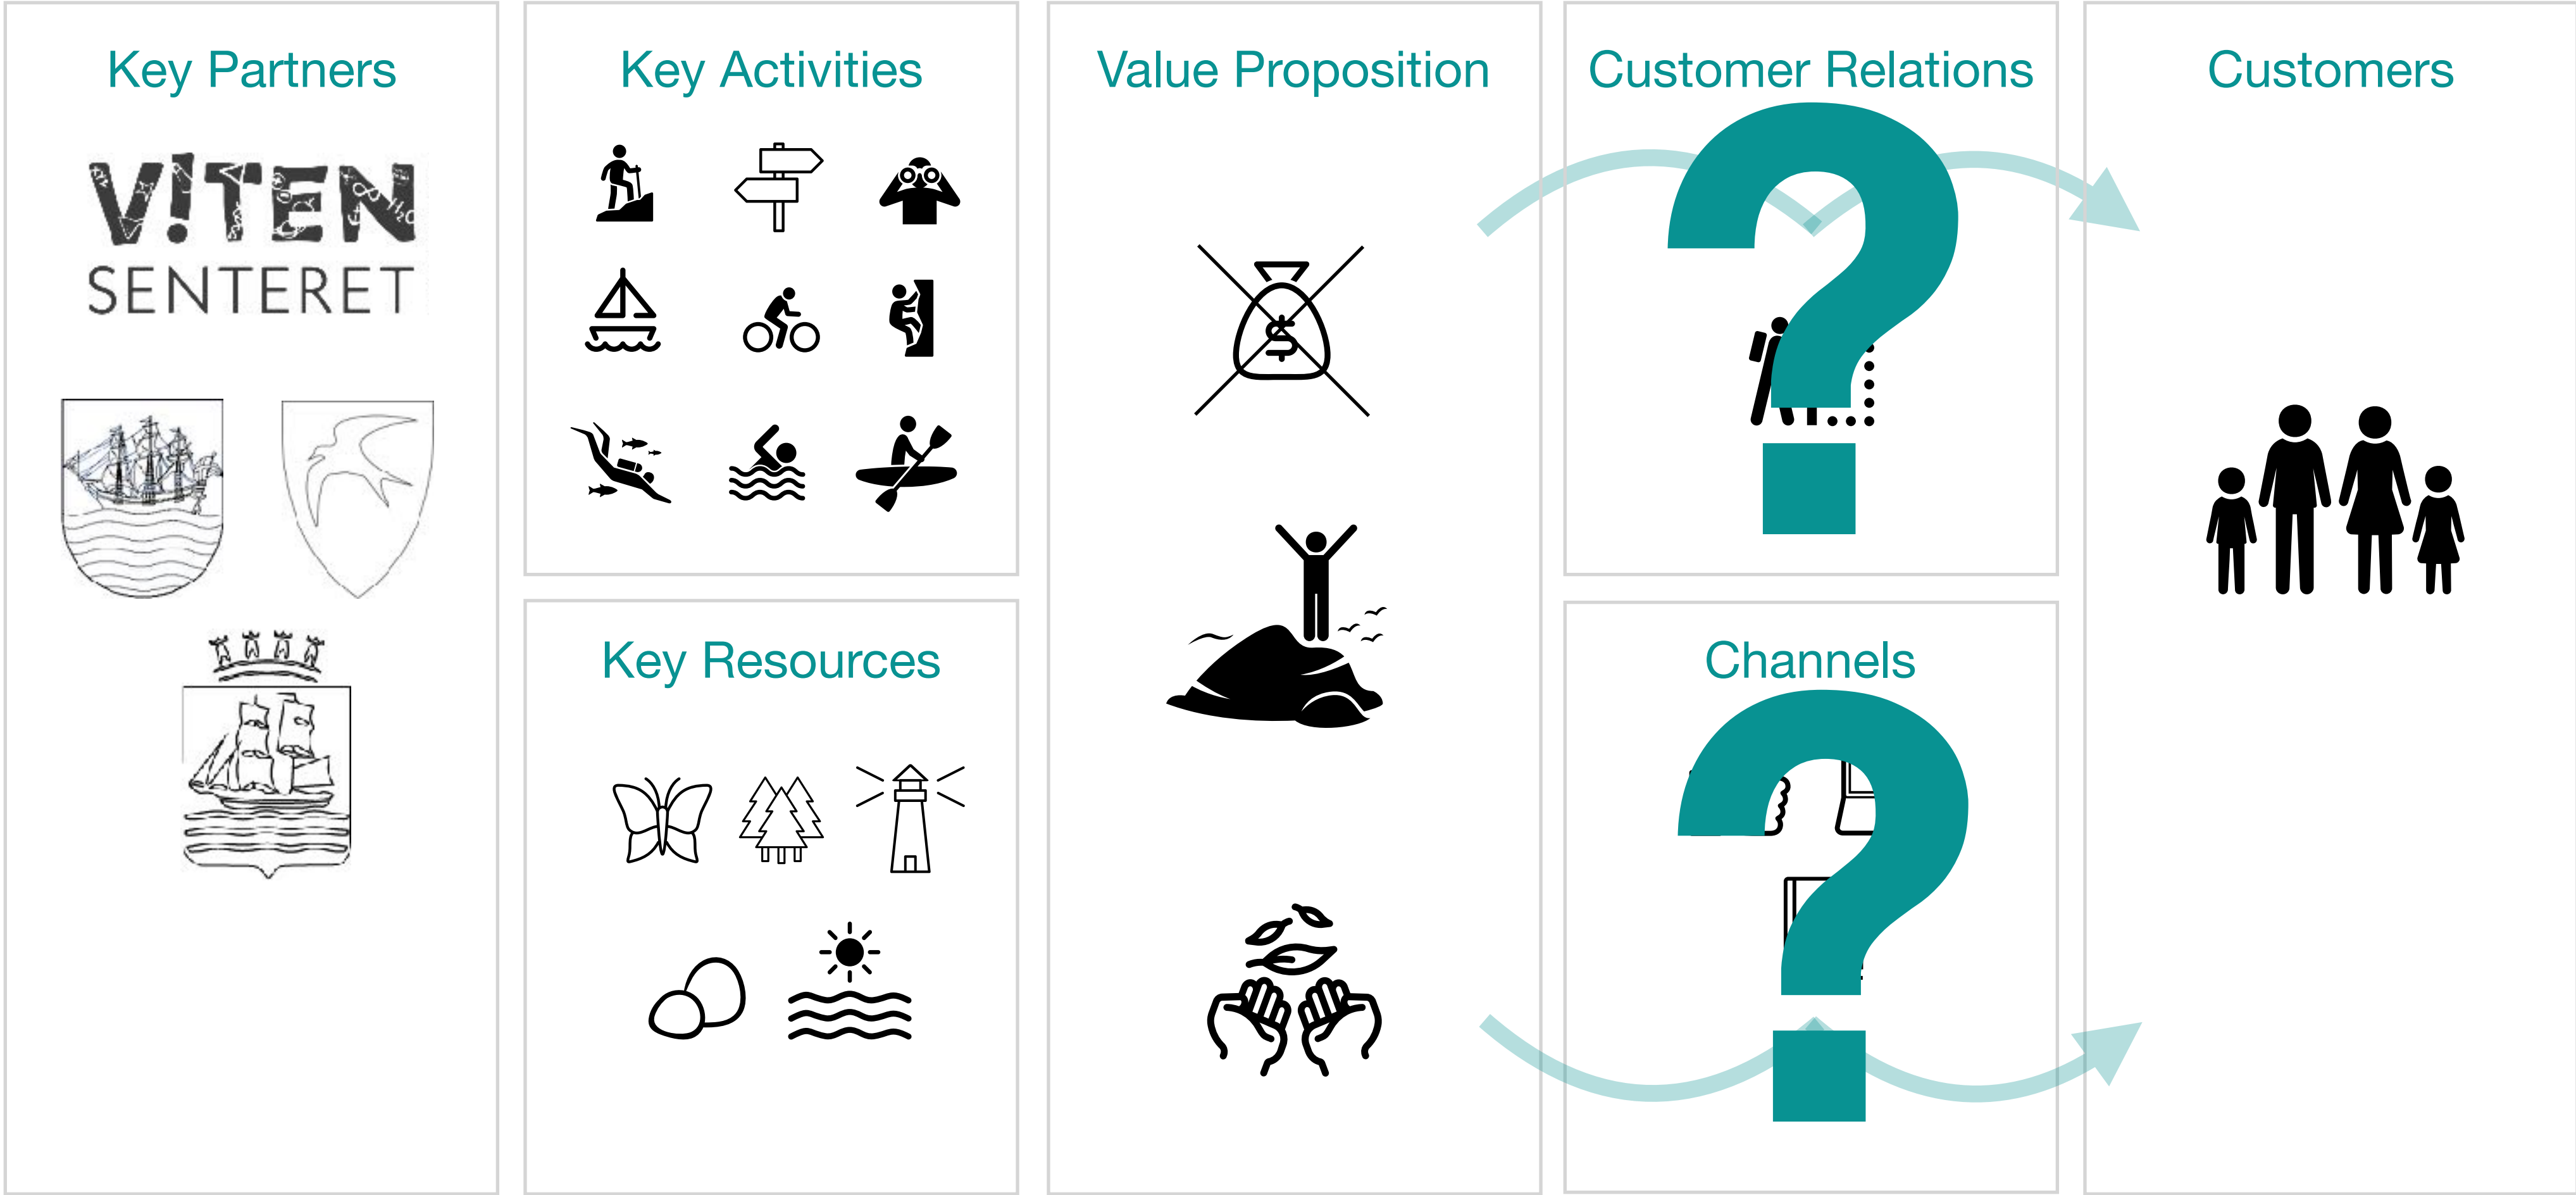 Key Partners
V!TEN
SENTERET
Key Activities
Key Resources
Value Proposition
$
Customer Relations
?
Channels
?
Customers